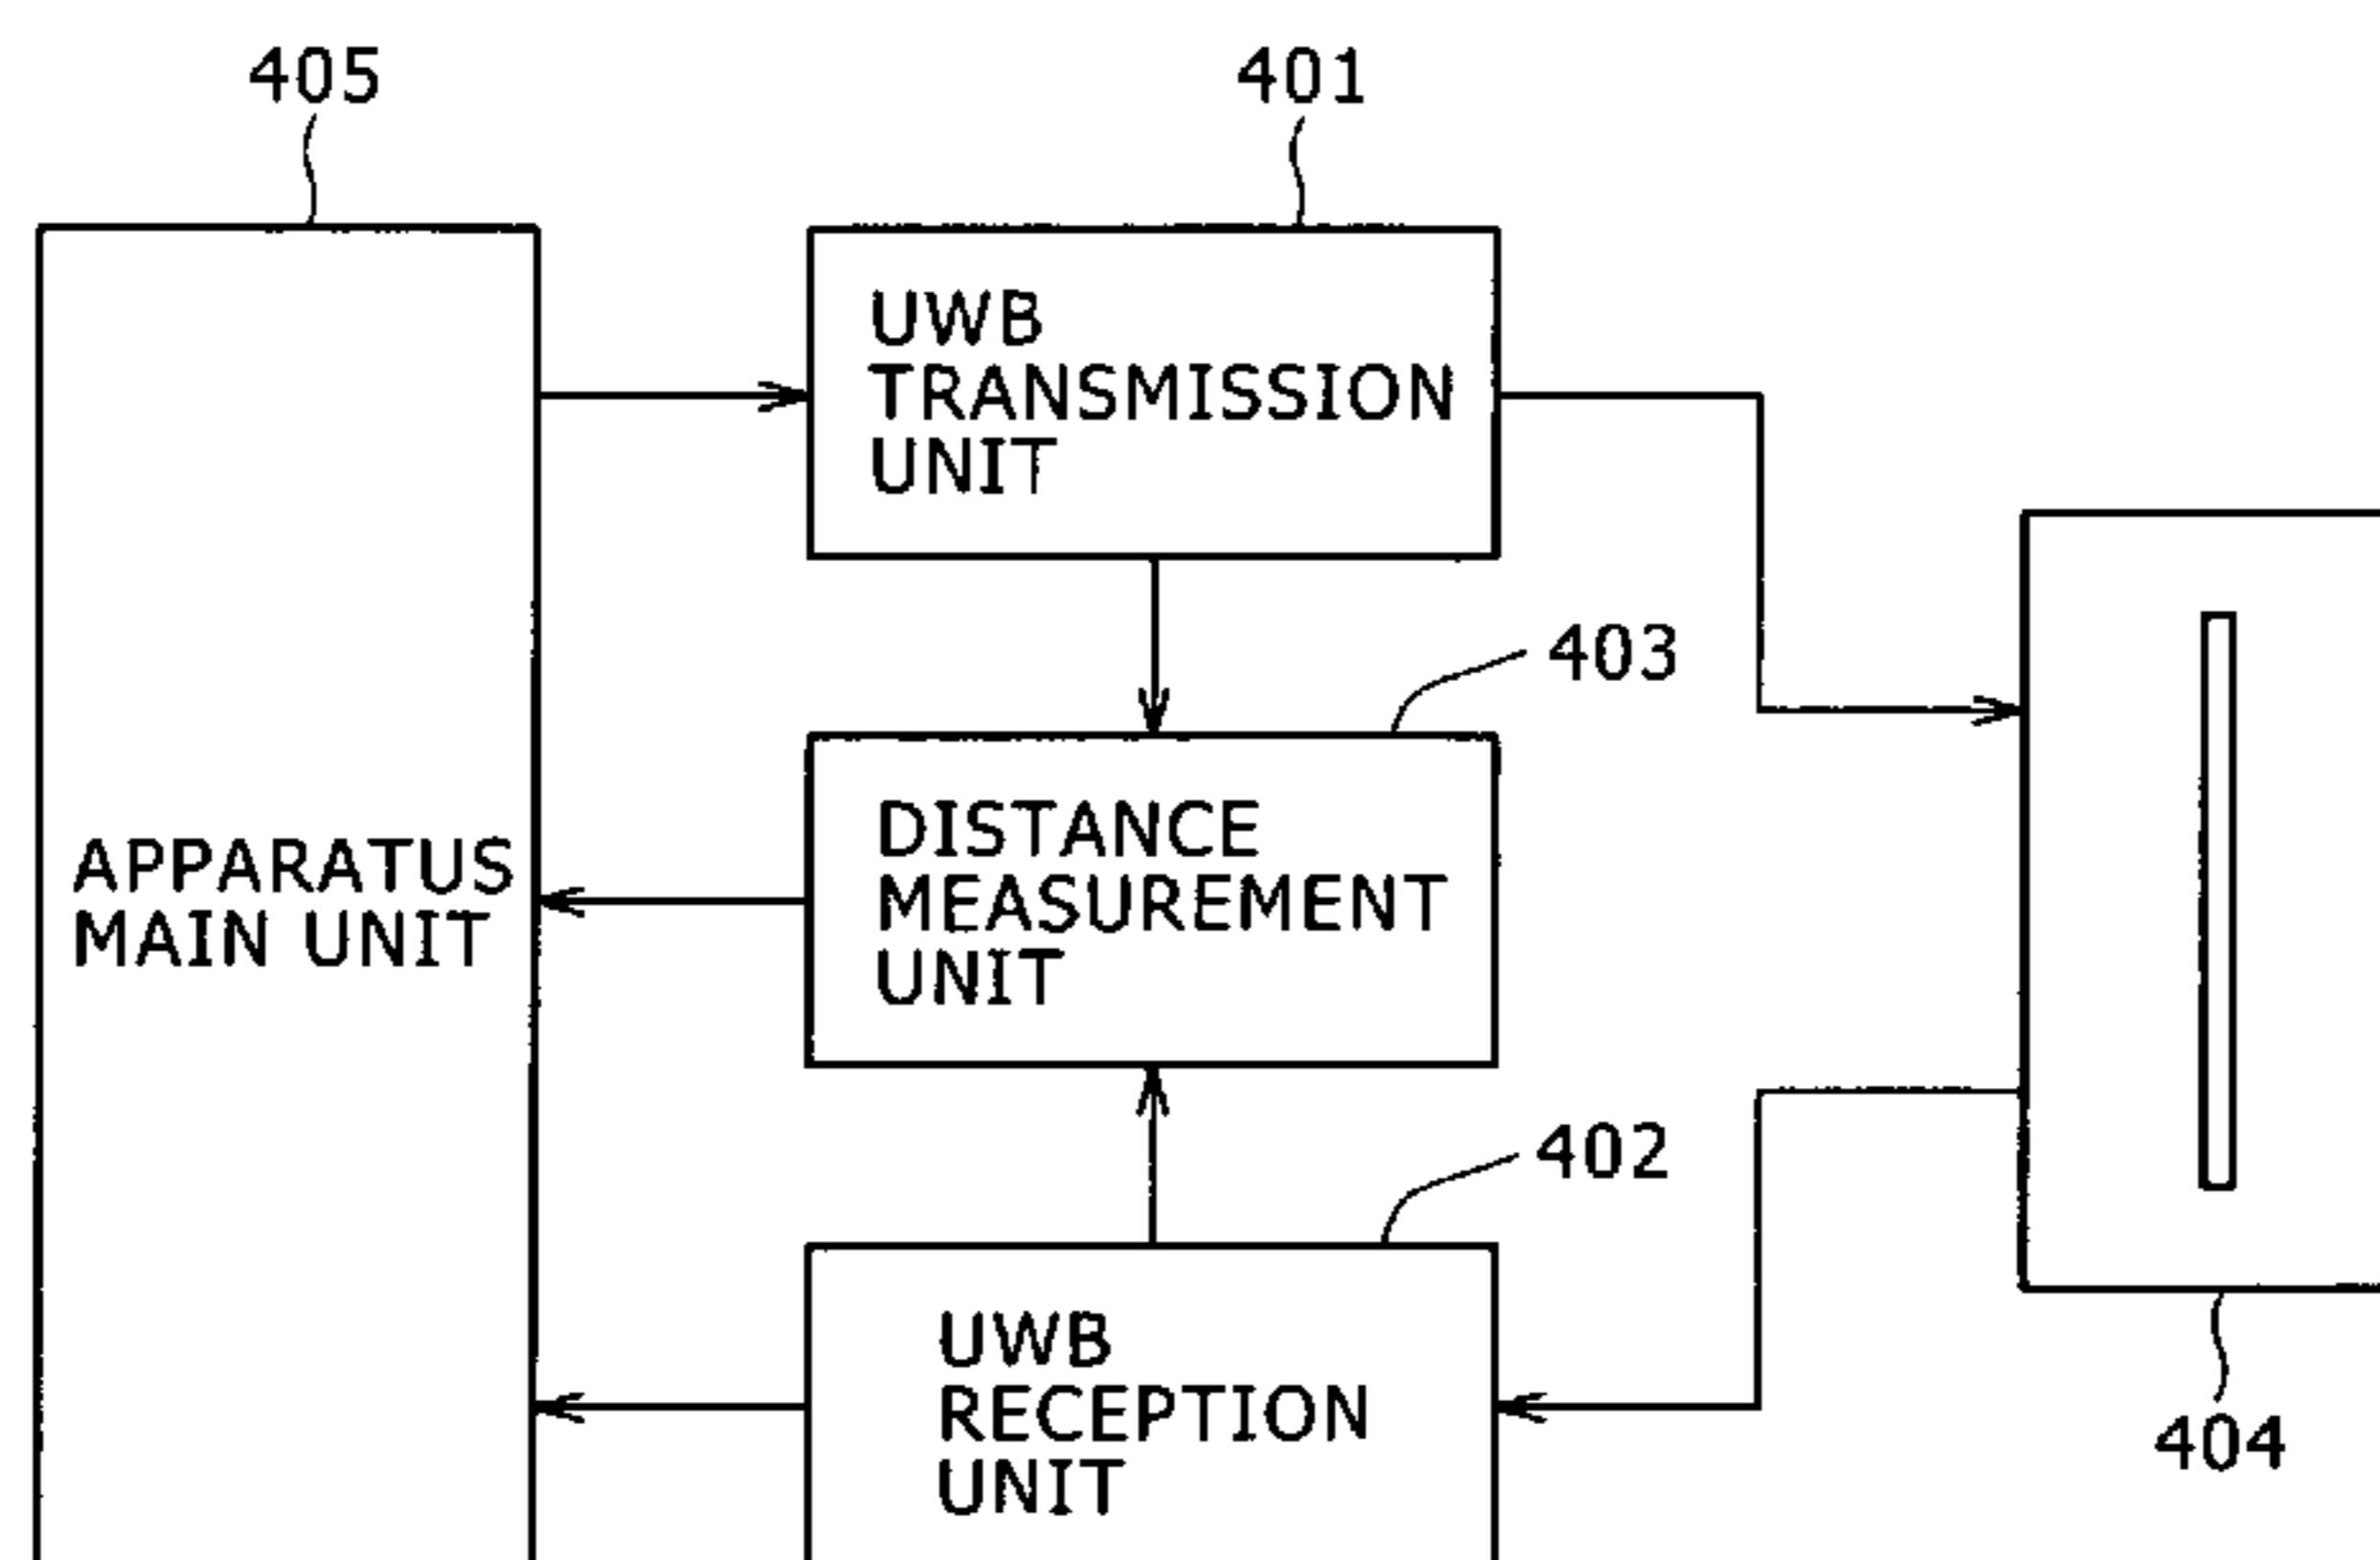 405
401
UWB
TRANSMISSION
UNIT
403
DISTANCE
MEASUREMENT
UNIT
APPARATUS
MAIN UNIT
402
UWB
RECEPTION
UNIT
404